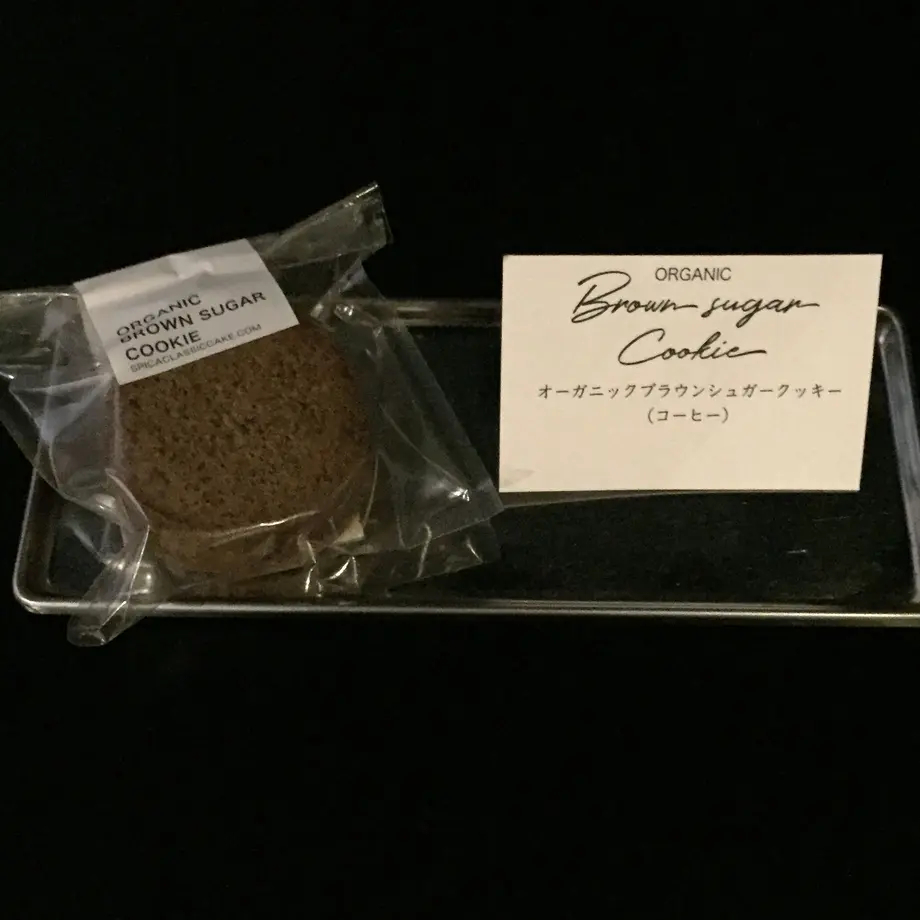 ORGANIC
BROWN SUGAR
COOKIE
SPICACLASSICCAKE.COM
ORGANIC
Brown sugar
Cookie
オーガニックブラウンシュガークッキー
(コーヒー)